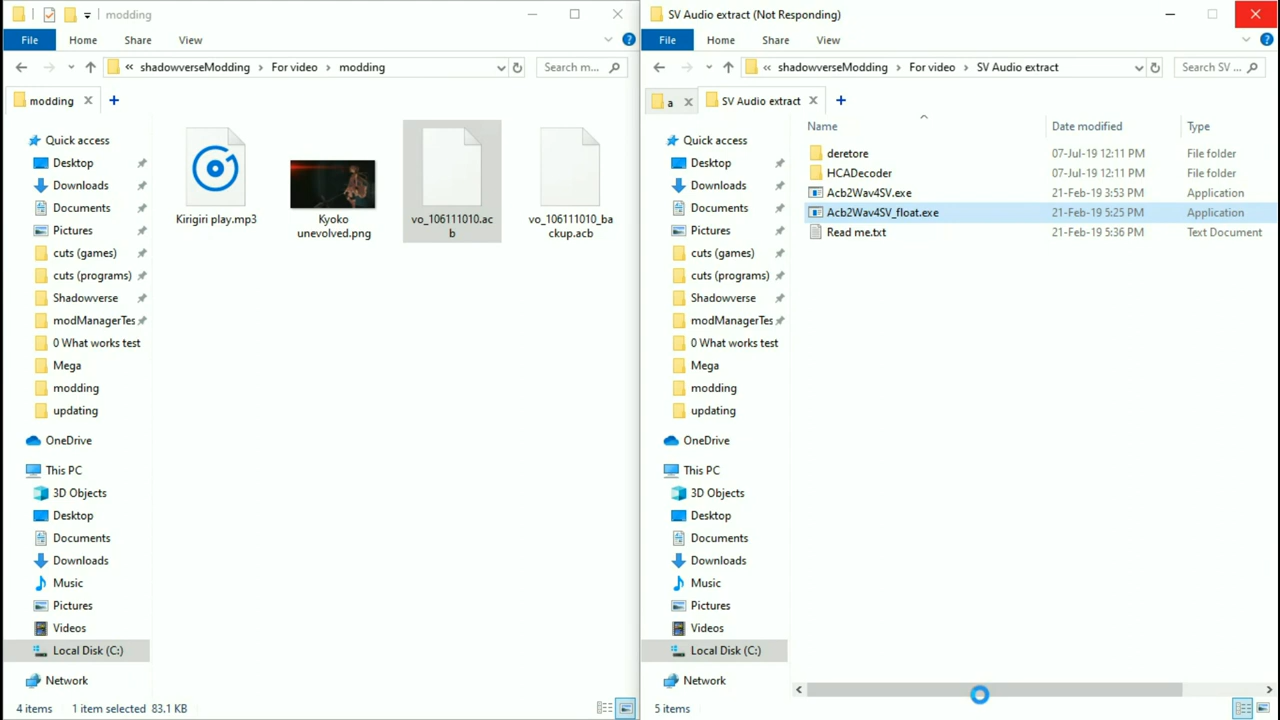 modding
File
Home
Share
View
« shadowverseModding > For video > modding
Search m...
modding
Quick access
Desktop
Downloads
Documents
Pictures
cuts (games)
cuts (programs)
Shadowverse
modManagerTes
0 What works test
Mega
modding
updating
OneDrive
This PC
3D Objects
Desktop
Documents
Downloads
Music
Pictures
Videos
Local Disk (C:)
Network
Kirigiri play.mp3
Kyoko
unevolved.png
vo_106111010.ac
b
vo_106111010_ba
ckup.acb
4 items
1 item selected 83.1 KB
SV Audio extract (Not Responding)
File
Home
Share
View
« shadowverseModding > For video > SV Audio extract
Search SV ...
a
SV Audio extract
Quick access
Desktop
Downloads
Documents
Pictures
cuts (games)
cuts (programs)
Shadowverse
modManagerTes
0 What works test
Mega
modding
updating
OneDrive
This PC
3D Objects
Desktop
Documents
Downloads
Music
Pictures
Videos
Local Disk (C:)
Network
Name Date modified Type
deretore 07-Jul-19 12:11 PM File folder
HCADecoder 07-Jul-19 12:11 PM File folder
Acb2Wav4SV.exe 21-Feb-19 3:53 PM Application
Acb2Wav4SV_float.exe 21-Feb-19 5:25 PM Application
Read me.txt 21-Feb-19 5:36 PM Text Document
5 items